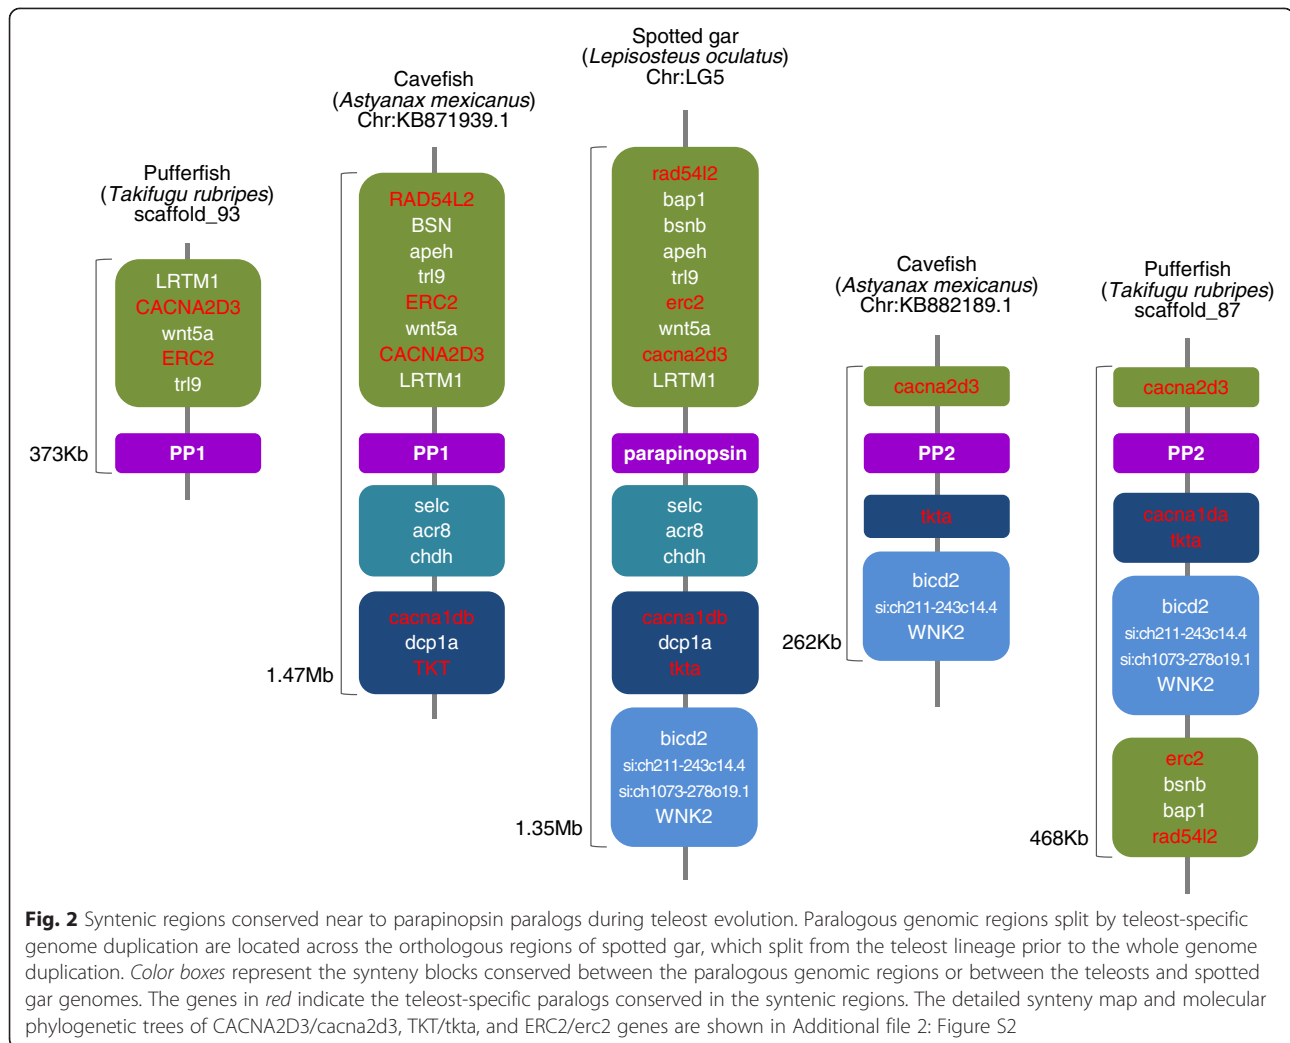 Pufferfish
(Takifugu rubripes)
scaffold_93
LRTM1
CACNA2D3
wnt5a
ERC2
trl9
PP1
373Kb
Cavefish
(Astyanax mexicanus)
Chr:KB871939.1
RAD54L2
BSN
apeh
trl9
ERC2
wnt5a
CACNA2D3
LRTM1
PP1
selc
acr8
chdh
cacna1db
dcp1a
TKT
1.47Mb
Spotted gar
(Lepisosteus oculatus)
Chr:LG5
rad54l2
bap1
bsnb
apeh
trl9
erc2
wnt5a
cacna2d3
LRTM1
parapinopsin
selc
acr8
chdh
cacna1db
dcp1a
tkta
bicd2
si:ch211-243c14.4
si:ch1073-278o19.1
WNK2
1.35Mb
Cavefish
(Astyanax mexicanus)
Chr:KB882189.1
cacna2d3
PP2
tkta
bicd2
si:ch211-243c14.4
WNK2
262Kb
Pufferfish
(Takifugu rubripes)
scaffold_87
cacna2d3
PP2
cacna1da
tkta
bicd2
si:ch211-243c14.4
si:ch1073-278o19.1
WNK2
erc2
bsnb
bap1
rad54l2
468Kb
Fig. 2 Syntenic regions conserved near to parapinopsin paralogs during teleost evolution. Paralogous genomic regions split by teleost-specific
genome duplication are located across the orthologous regions of spotted gar, which split from the teleost lineage prior to the whole genome
duplication. Color boxes represent the synteny blocks conserved between the paralogous genomic regions or between the teleosts and spotted
gar genomes. The genes in red indicate the teleost-specific paralogs conserved in the syntenic regions. The detailed synteny map and molecular
phylogenetic trees of CACNA2D3/cacna2d3, TKT/tkta, and ERC2/erc2 genes are shown in Additional file 2: Figure S2